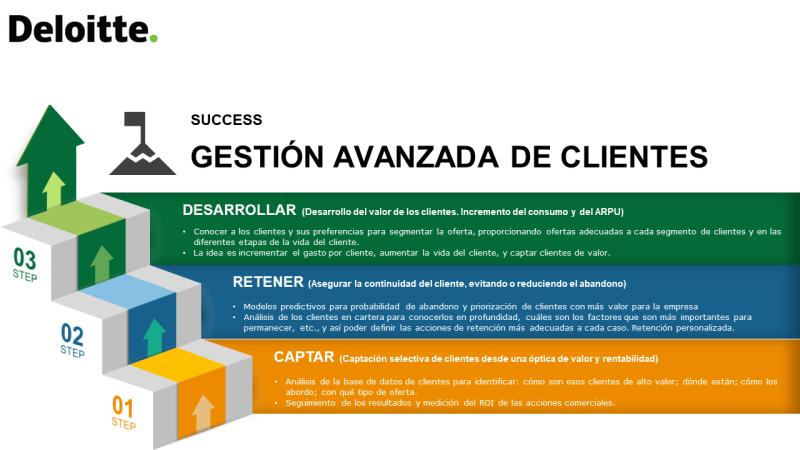 Deloitte.
SUCCESS
GESTIÓN AVANZADA DE CLIENTES
DESARROLLAR (Desarrollo del valor de los clientes. Incremento del consumo y del ARPU)
• Conocer a los clientes y sus preferencias para segmentar la oferta, proporcionando ofertas adecuadas a cada segmento de clientes y en las
diferentes etapas de la vida del cliente.
• La idea es incrementar el gasto por cliente, aumentar la vida del cliente, y captar clientes de valor.
03
STEP
RETENER (Asegurar la continuidad del cliente, evitando o reduciendo el abandono)
• Modelos predictivos para probabilidad de abandono y priorización de clientes con más valor para la empresa
• Análisis de los clientes en cartera para conocerlos en profundidad, cuáles son los factores que son más importantes para
permanecer, etc., y así poder definir las acciones de retención más adecuadas a cada caso. Retención personalizada.
02
STEP
CAPTAR (Captación selectiva de clientes desde una óptica de valor y rentabilidad)
• Análisis de la base de datos de clientes para identificar: cómo son esos clientes de alto valor; dónde están; cómo los
abordo; con qué tipo de oferta.
• Seguimiento de los resultados y medición del ROI de las acciones comerciales.
01
STEP